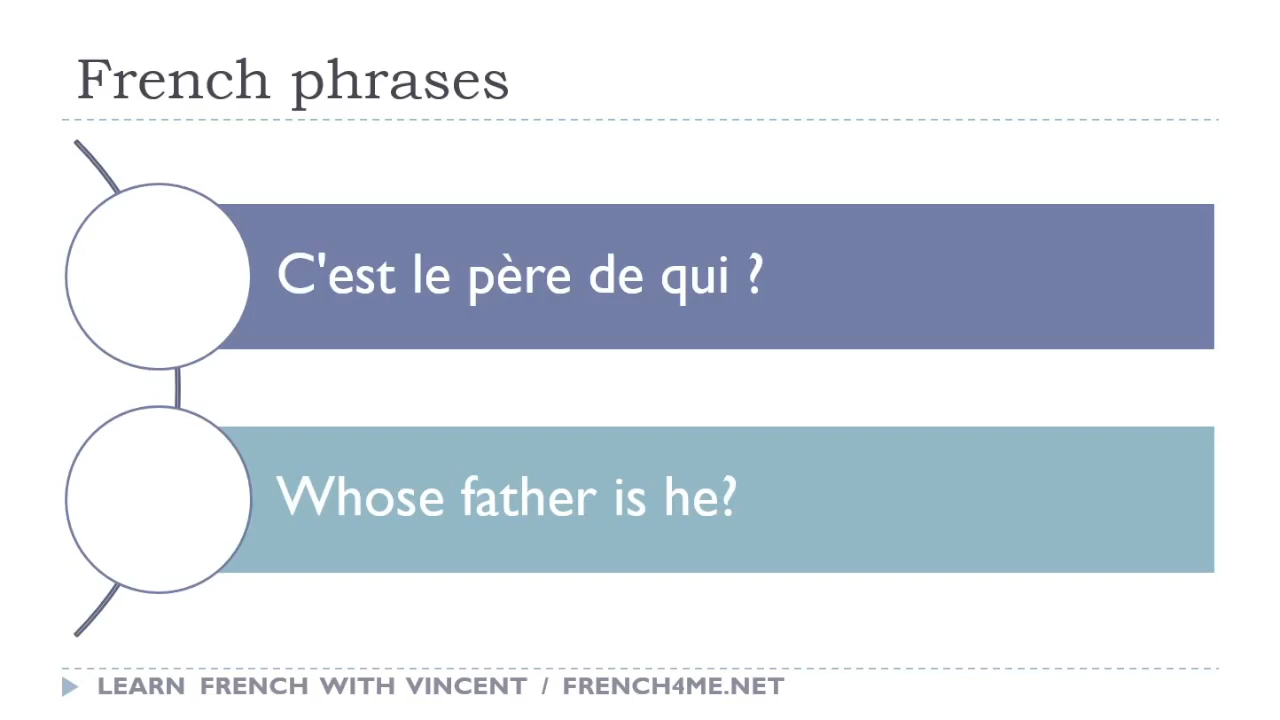 French phrases
C'est le père de qui ?
Whose father is he?
LEARN FRENCH WITH VINCENT / FRENCH4ME.NET